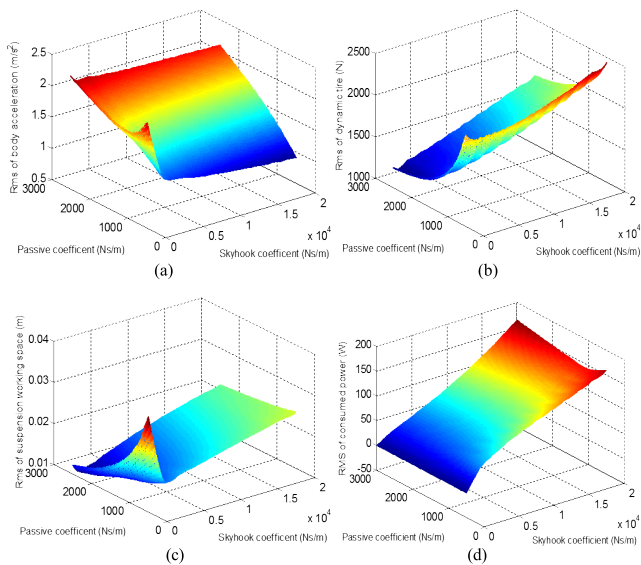 Rms of body acceleration (m/s²)
2.5
2
1.5
1
0.5
3000
2000
1000
0
0
0.5
1
1.5
2
x 10⁴
Passive coefficent (Ns/m)
Skyhook coefficent (Ns/m)
(a)
Rms of dynamic tire (N)
2500
2000
1500
1000
3000
2000
1000
0
0
0.5
1
1.5
2
x 10⁴
Passive coefficient (Ns/m)
Skyhook coefficient (Ns/m)
(b)
Rms of suspension working space (m)
0.04
0.03
0.02
0.01
3000
2000
1000
0
0
0.5
1
1.5
2
x 10⁴
Passive coefficent (Ns/m)
Skyhook coefficent (Ns/m)
(c)
RMS of consumed power (W)
200
150
100
50
0
-50
3000
2000
1000
0
0
0.5
1
1.5
2
x 10⁴
Passive coefficient (Ns/m)
Skyhook coefficient (Ns/m)
(d)